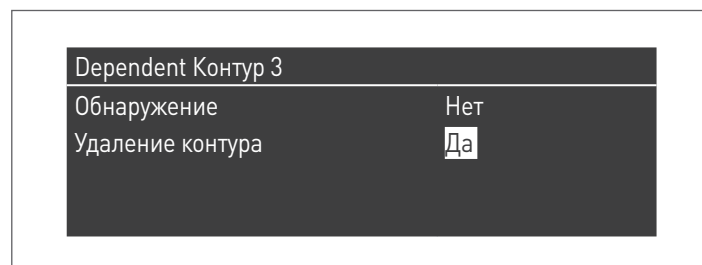 Dependent Контур 3
Обнаружение Нет
Удаление контура Да